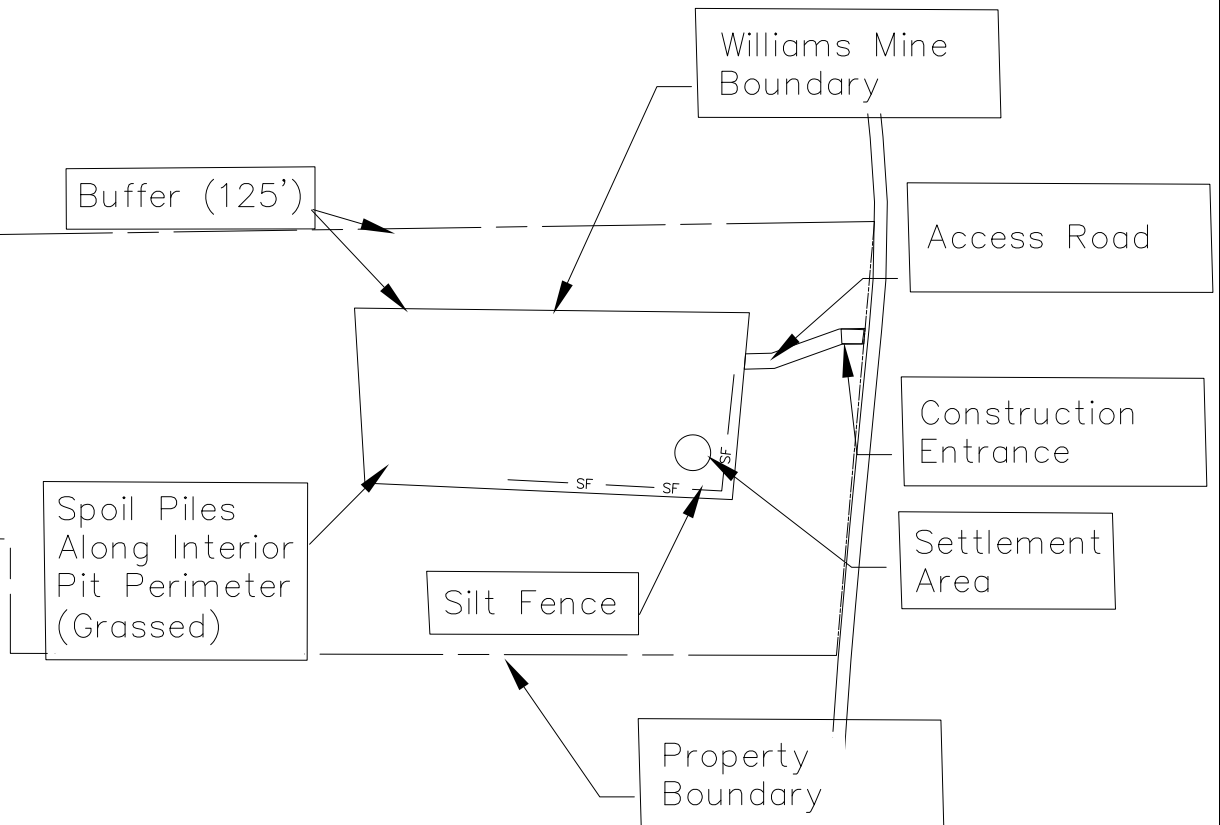 Williams Mine
Boundary
Buffer (125')
Access Road
Construction
Entrance
SF
SF
SF
Spoil Piles
Along Interior
Pit Perimeter
(Grassed)
Settlement
Area
Silt Fence
Property
Boundary